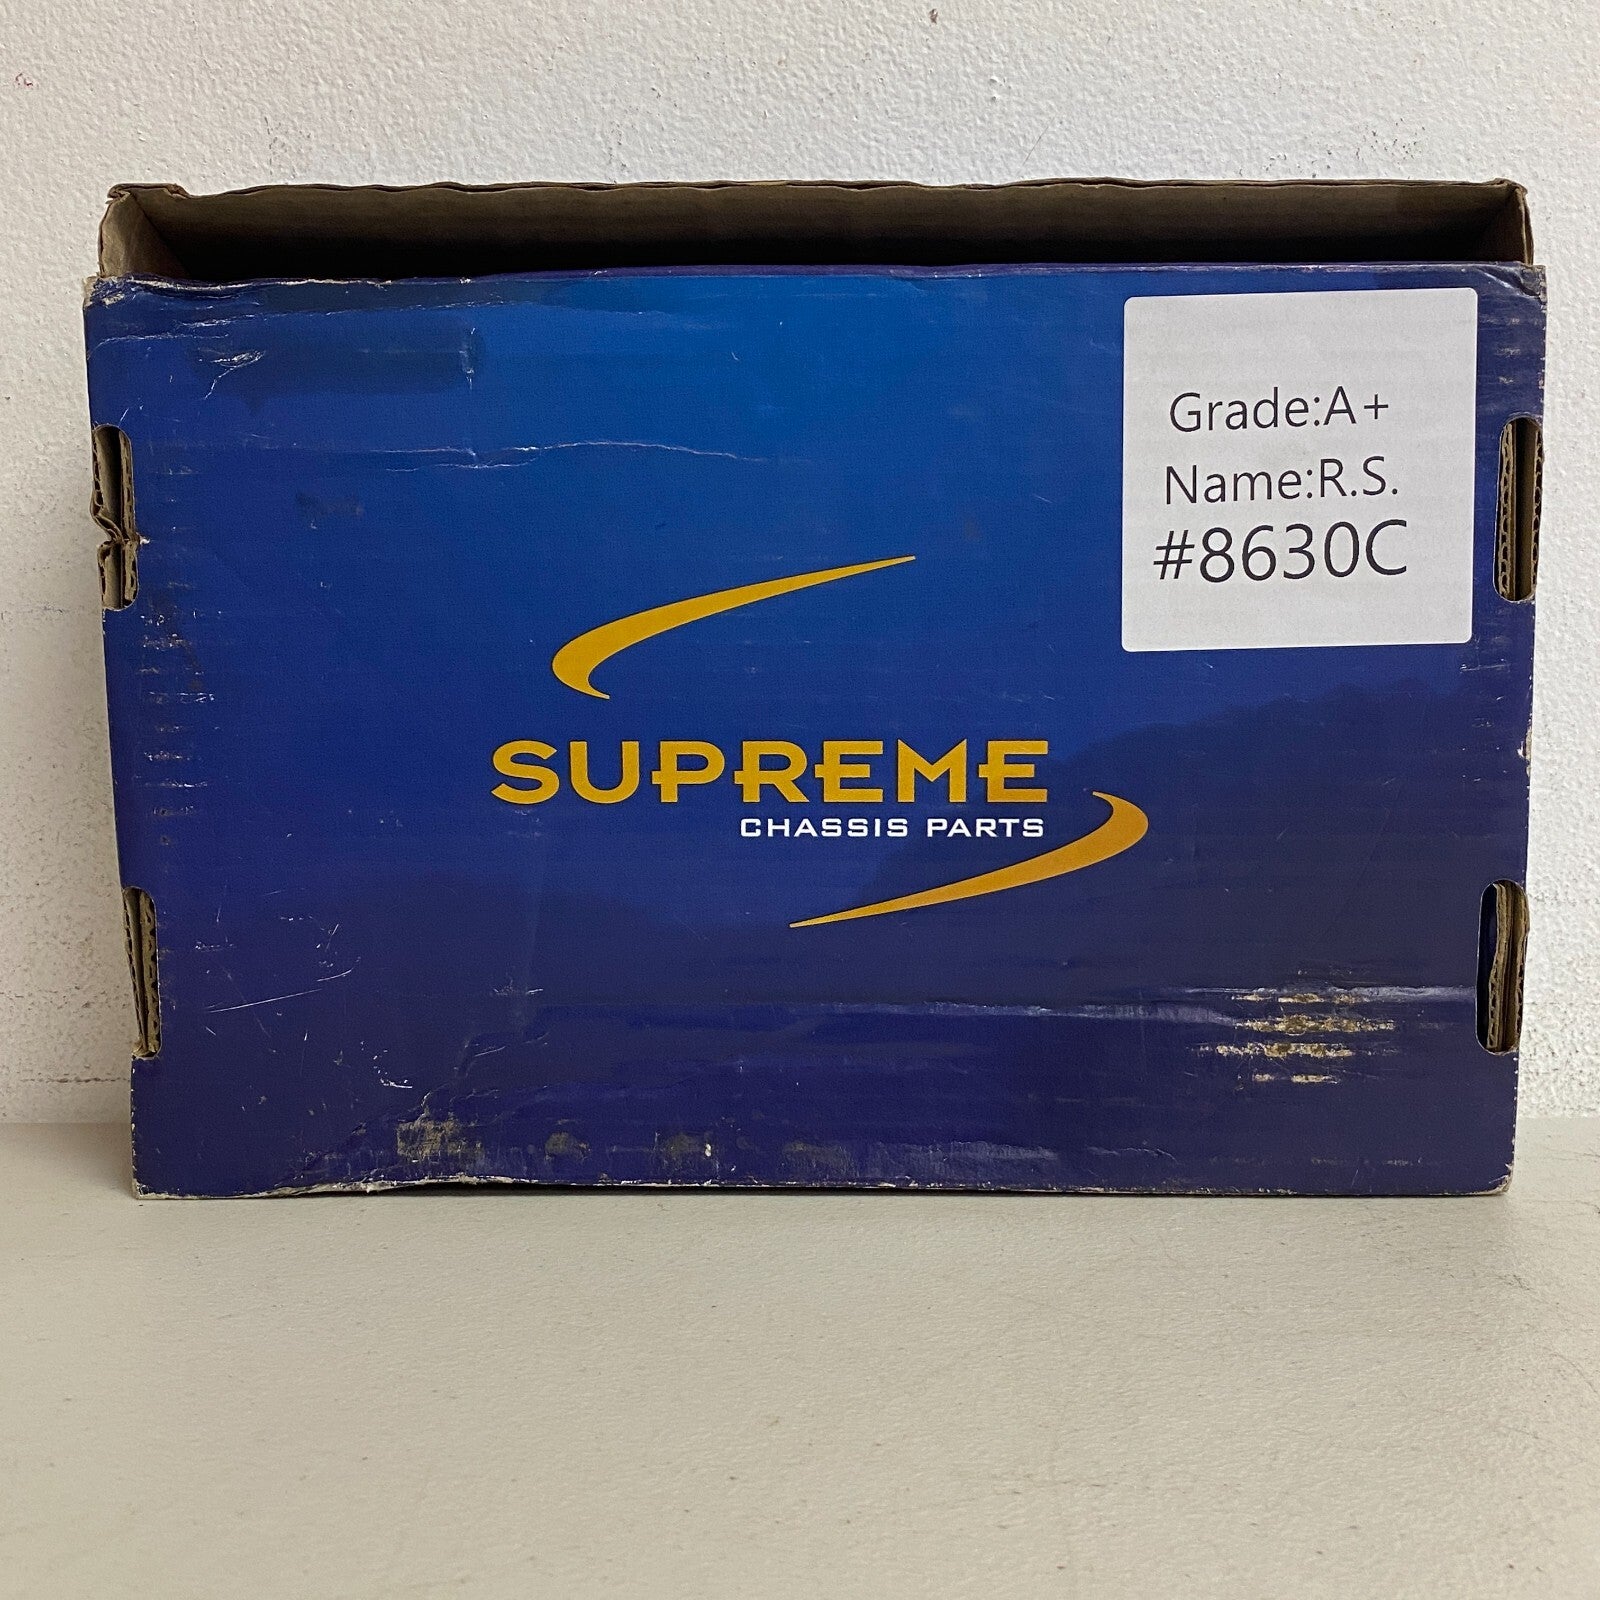 Grade:A+
Name:R.S.
#8630C
SUPREME
CHASSIS PARTS